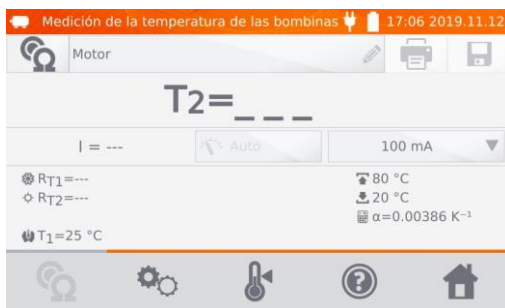 Medición de la temperatura de las bombinas 17:06 2019.11.12
Motor
T2=_ _ _
I = --- Auto 100 mA
RT1=--- 80 °C
RT2=--- 20 °C
α=0.00386 K⁻¹
T1=25 °C